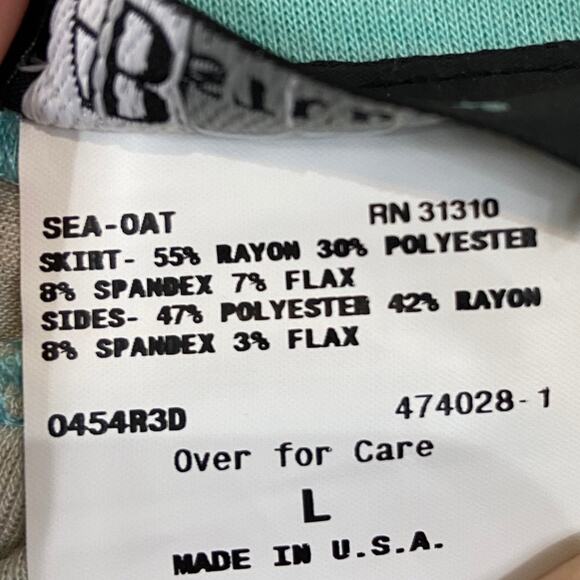 SEA-OAT RN 31310
SKIRT- 55% RAYON 30% POLYESTER
8% SPANDEX 7% FLAX
SIDES- 47% POLYESTER 42% RAYON
8% SPANDEX 3% FLAX
0454R3D 474028-1
Over for Care
L
MADE IN U.S.A.